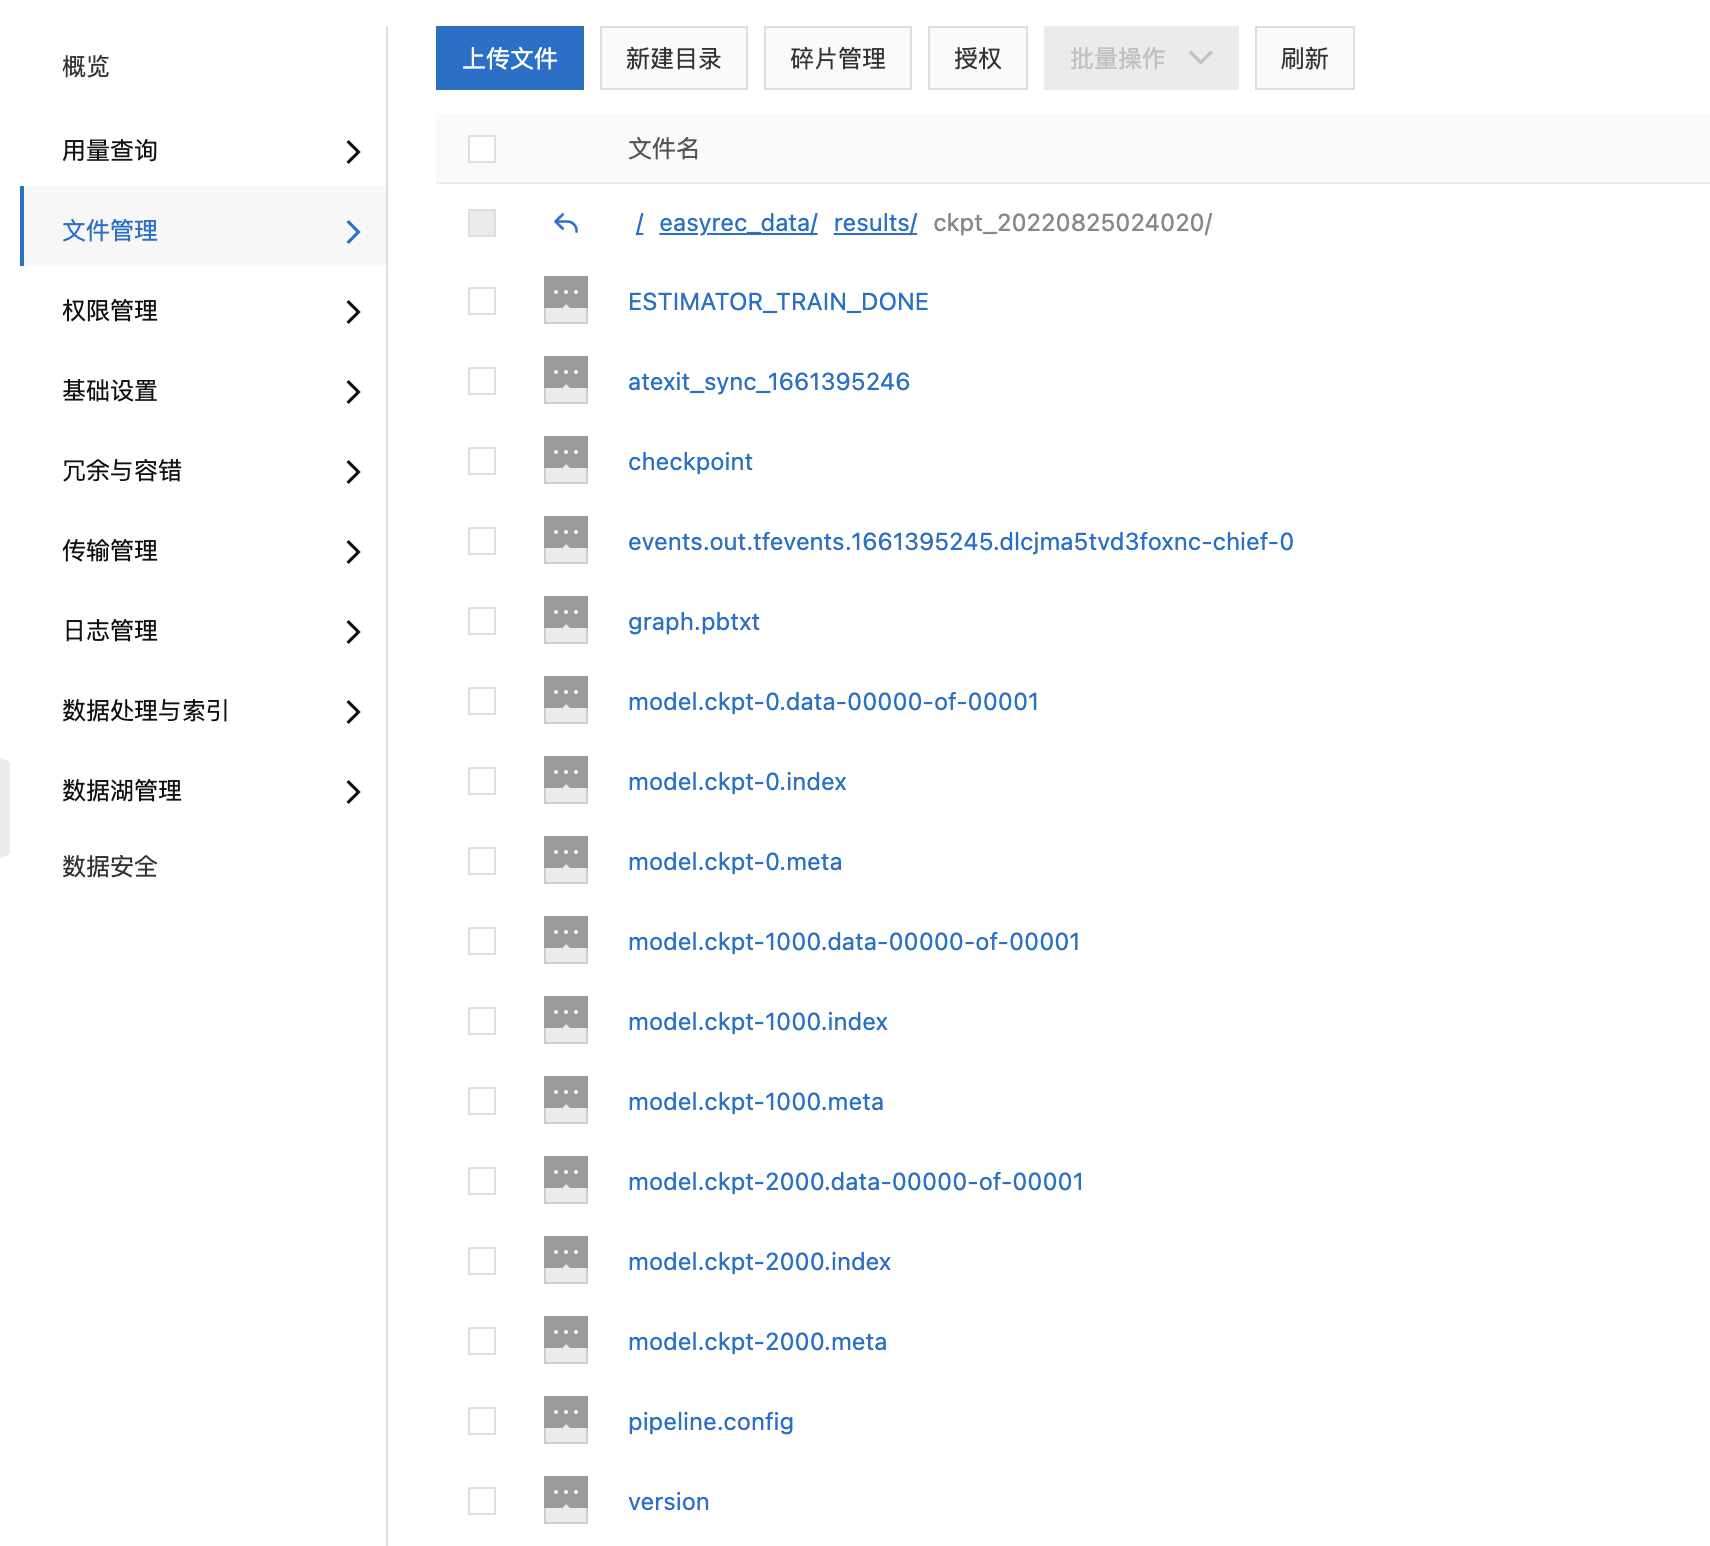 概览
用量查询
文件管理
权限管理
基础设置
冗余与容错
传输管理
日志管理
数据处理与索引
数据湖管理
数据安全
上传文件 新建目录 碎片管理 授权 批量操作 刷新
文件名
/ easyrec_data/ results/ ckpt_20220825024020/
ESTIMATOR_TRAIN_DONE
atexit_sync_1661395246
checkpoint
events.out.tfevents.1661395245.dlcjma5tvd3foxnc-chief-0
graph.pbtxt
model.ckpt-0.data-00000-of-00001
model.ckpt-0.index
model.ckpt-0.meta
model.ckpt-1000.data-00000-of-00001
model.ckpt-1000.index
model.ckpt-1000.meta
model.ckpt-2000.data-00000-of-00001
model.ckpt-2000.index
model.ckpt-2000.meta
pipeline.config
version